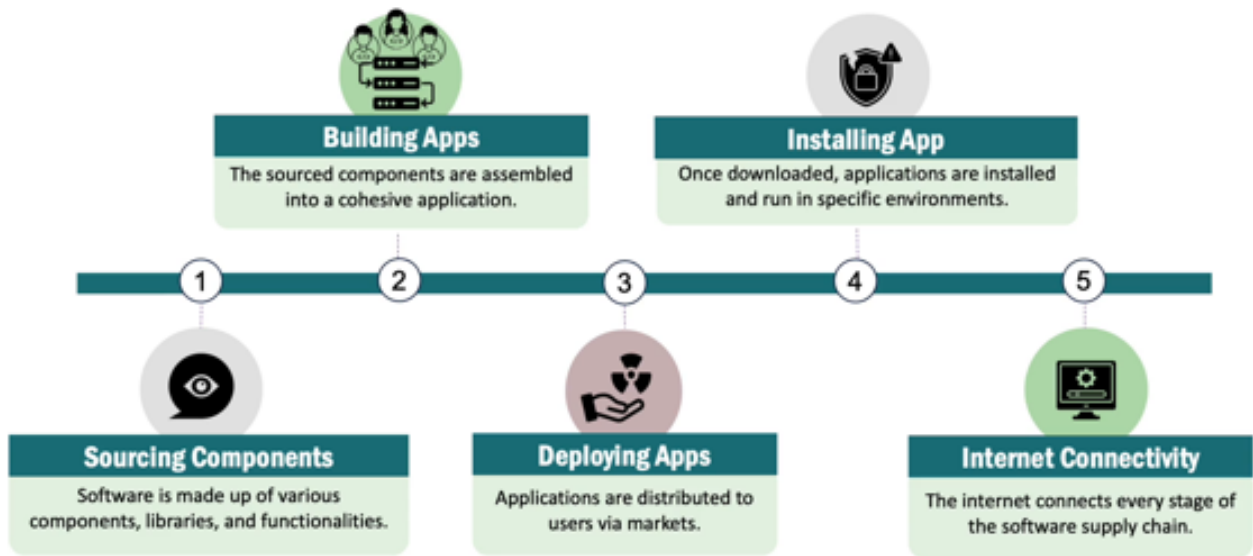 Building Apps
The sourced components are assembled
into a cohesive application.
Installing App
Once downloaded, applications are installed
and run in specific environments.
1
2
3
4
5
Sourcing Components
Software is made up of various
components, libraries, and functionalities.
Deploying Apps
Applications are distributed to
users via markets.
Internet Connectivity
The internet connects every stage of
the software supply chain.